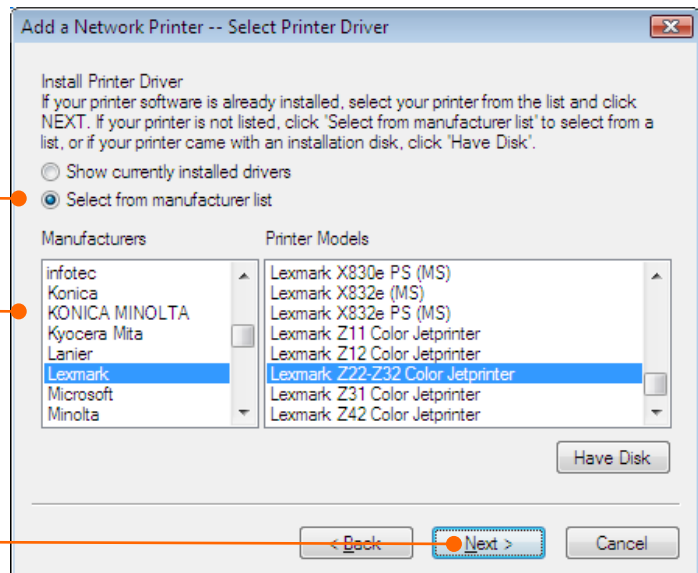 Add a Network Printer -- Select Printer Driver
Install Printer Driver
If your printer software is already installed, select your printer from the list and click
NEXT. If your printer is not listed, click 'Select from manufacturer list' to select from a
list, or if your printer came with an installation disk, click 'Have Disk'.
Show currently installed drivers
Select from manufacturer list
Manufacturers
infotec
Konica
KONICA MINOLTA
Kyocera Mita
Lanier
Lexmark
Microsoft
Minolta
Printer Models
Lexmark X830e PS (MS)
Lexmark X832e (MS)
Lexmark X832e PS (MS)
Lexmark Z11 Color Jetprinter
Lexmark Z12 Color Jetprinter
Lexmark Z22-Z32 Color Jetprinter
Lexmark Z31 Color Jetprinter
Lexmark Z42 Color Jetprinter
Have Disk
< Back
Next >
Cancel